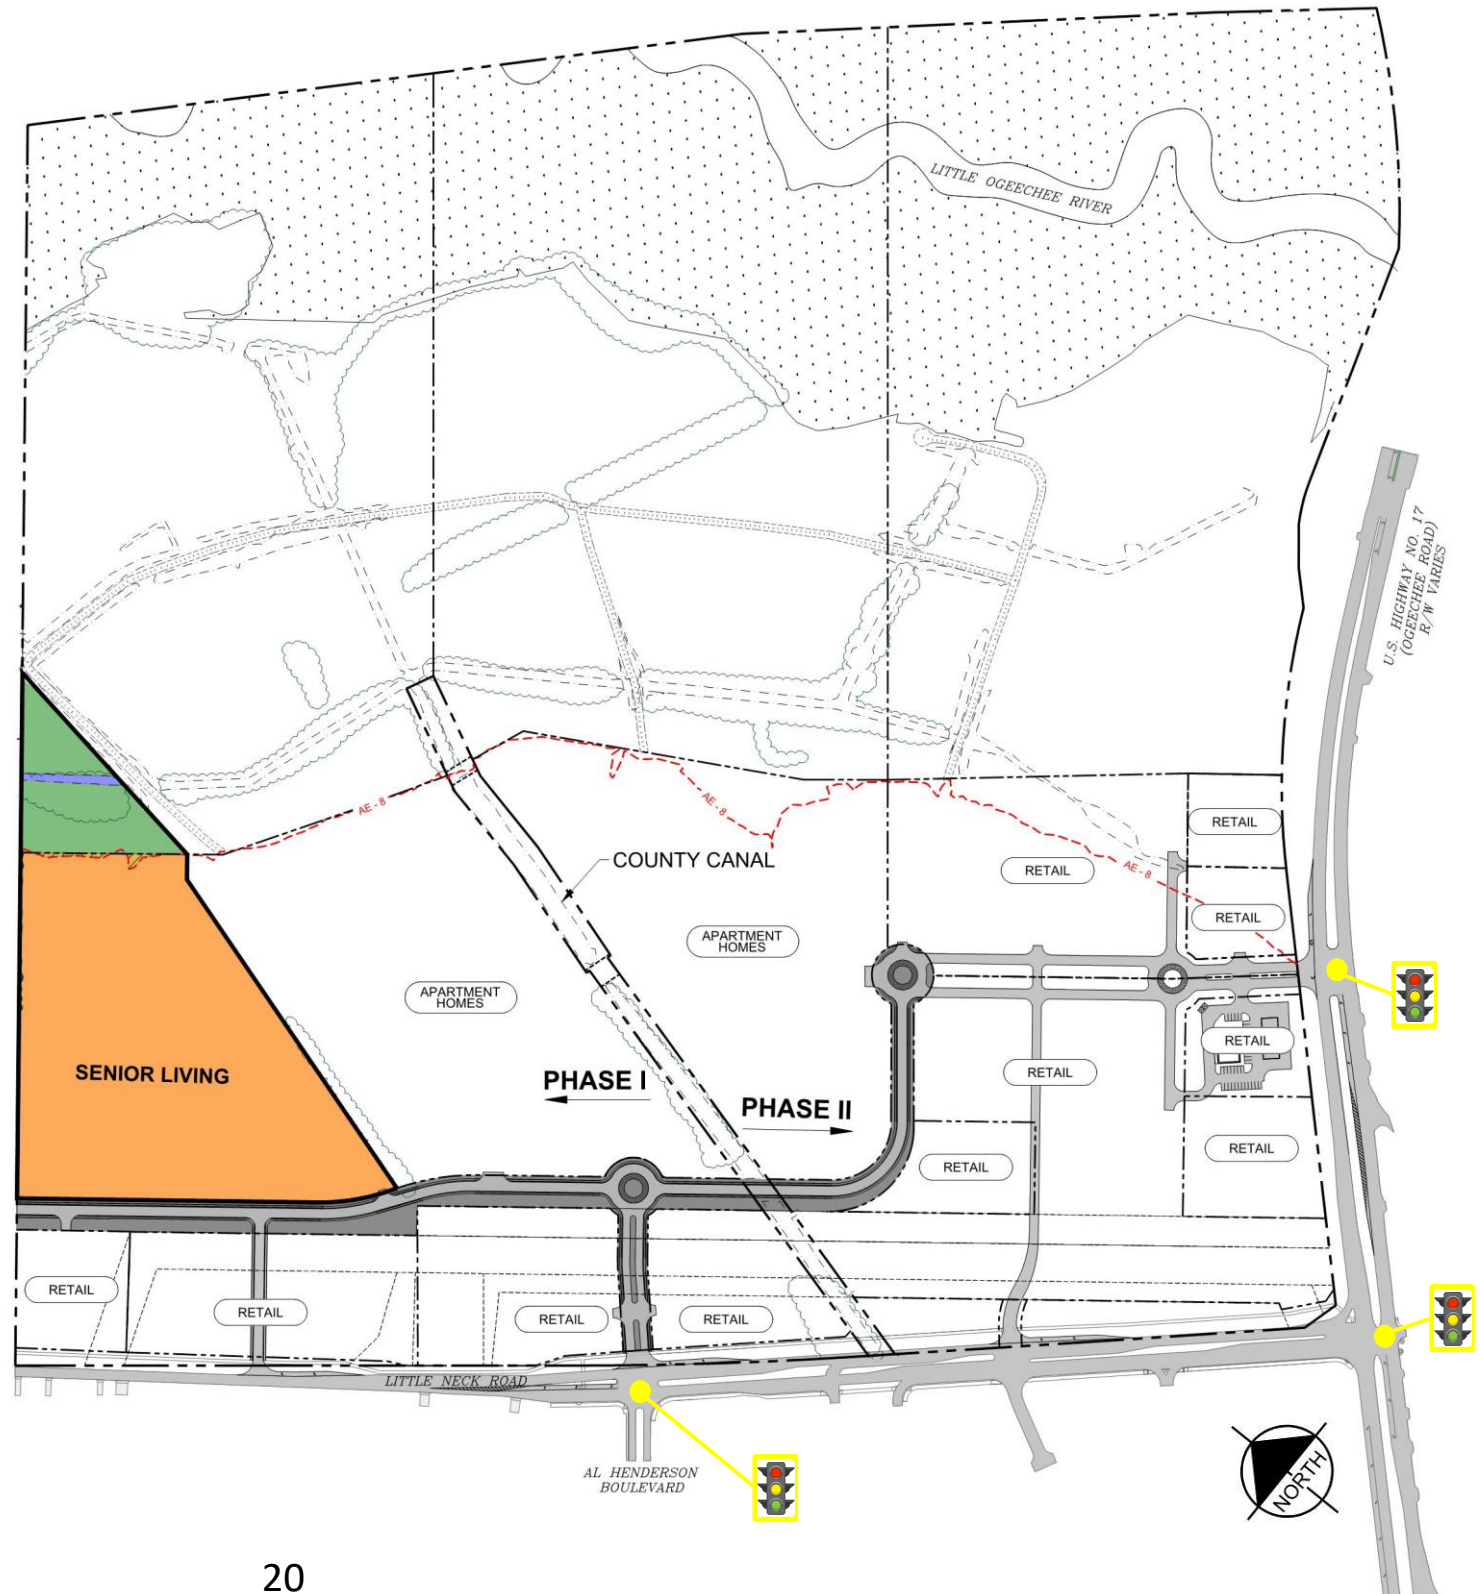 LITTLE OGEECHEE RIVER
U.S. HIGHWAY NO. 17
(OGEECHEE ROAD)
R/W VARIES
AE - 8
AE - 8
AE - 8
RETAIL
RETAIL
RETAIL
COUNTY CANAL
APARTMENT
HOMES
APARTMENT
HOMES
RETAIL
RETAIL
SENIOR LIVING
PHASE I
PHASE II
RETAIL
RETAIL
RETAIL
RETAIL
RETAIL
RETAIL
LITTLE NECK ROAD
AL HENDERSON
BOULEVARD
NORTH
20